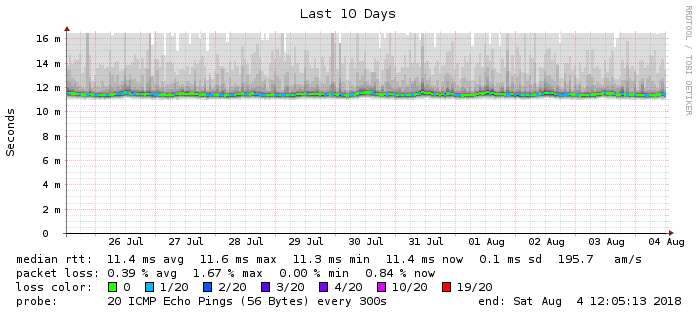 Last 10 Days
RRDTOOL / TOBI OETIKER
Seconds
16 m
14 m
12 m
10 m
8 m
6 m
4 m
2 m
0
26 Jul 27 Jul 28 Jul 29 Jul 30 Jul 31 Jul 01 Aug 02 Aug 03 Aug 04 Aug
median rtt: 11.4 ms avg 11.6 ms max 11.3 ms min 11.4 ms now 0.1 ms sd 195.7 am/s
packet loss: 0.39 % avg 1.67 % max 0.00 % min 0.84 % now
loss color: 0 1/20 2/20 3/20 4/20 10/20 19/20
probe: 20 ICMP Echo Pings (56 Bytes) every 300s end: Sat Aug 4 12:05:13 2018